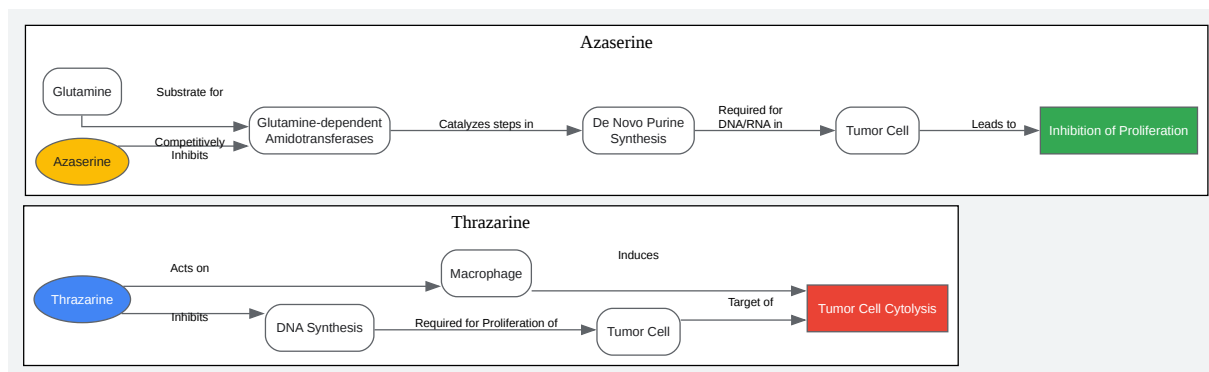 Azaserine
Glutamine
Substrate for
Azaserine
Competitively
Inhibits
Glutamine-dependent
Amidotransferases
Catalyzes steps in
De Novo Purine
Synthesis
Required for
DNA/RNA in
Tumor Cell
Leads to
Inhibition of Proliferation
Thrazarine
Thrazarine
Acts on
Macrophage
Induces
Inhibits
DNA Synthesis
Required for Proliferation of
Tumor Cell
Target of
Tumor Cell Cytolysis